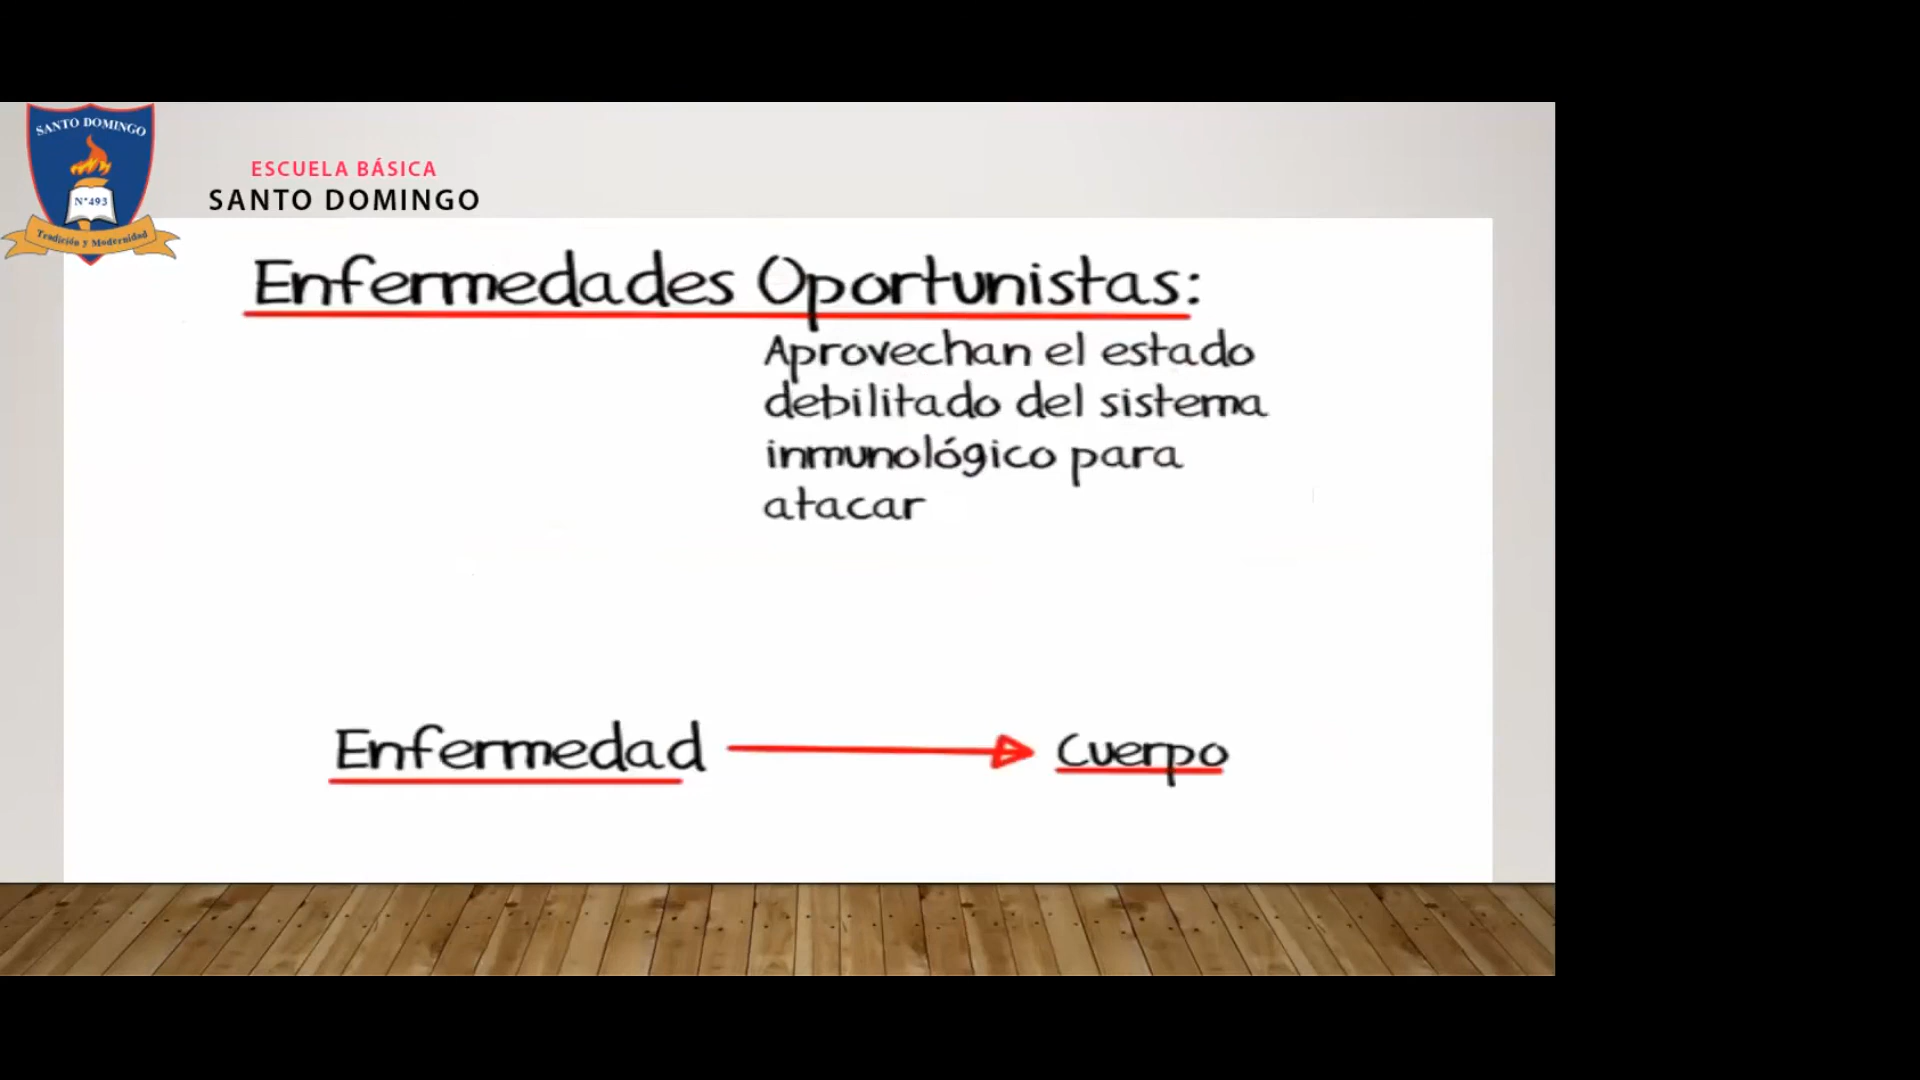 SANTO DOMINGO
N°493
Tradición y Modernidad
ESCUELA BÁSICA
SANTO DOMINGO
Enfermedades Oportunistas:
Aprovechan el estado
debilitado del sistema
inmunológico para
atacar
Enfermedad Cuerpo